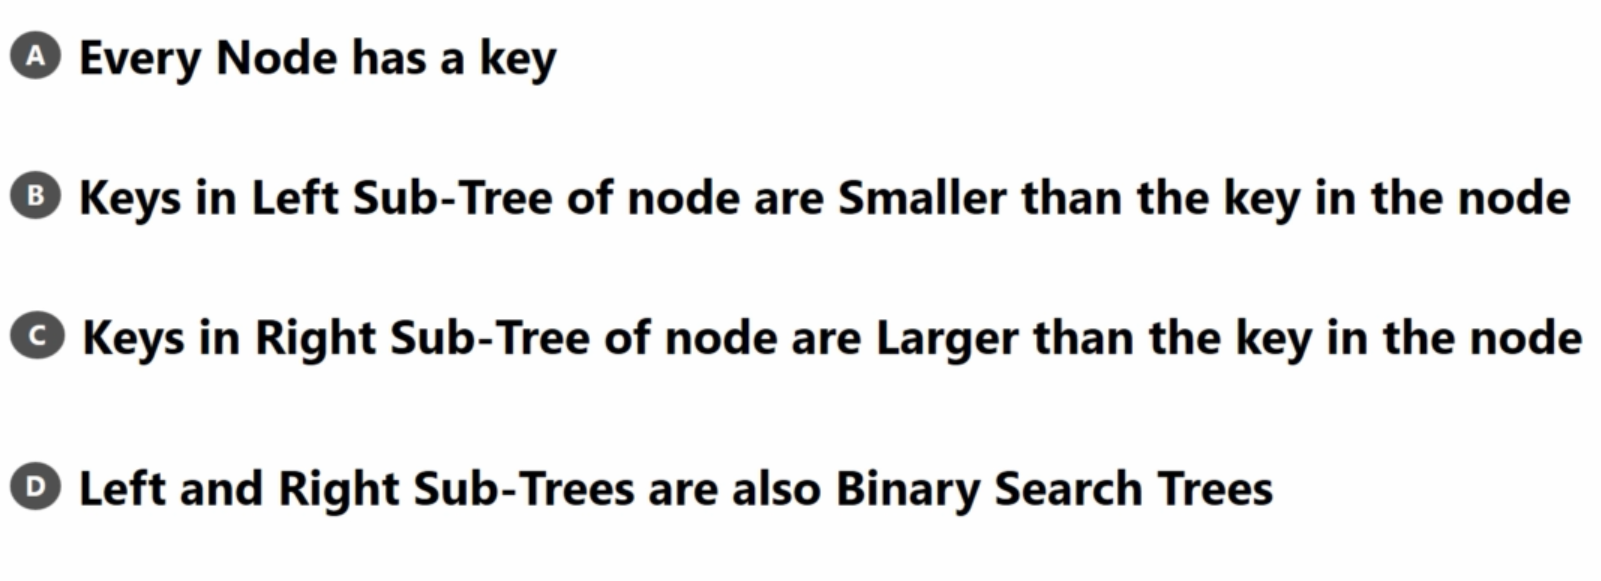 A Every Node has a key
B Keys in Left Sub-Tree of node are Smaller than the key in the node
C Keys in Right Sub-Tree of node are Larger than the key in the node
D Left and Right Sub-Trees are also Binary Search Trees